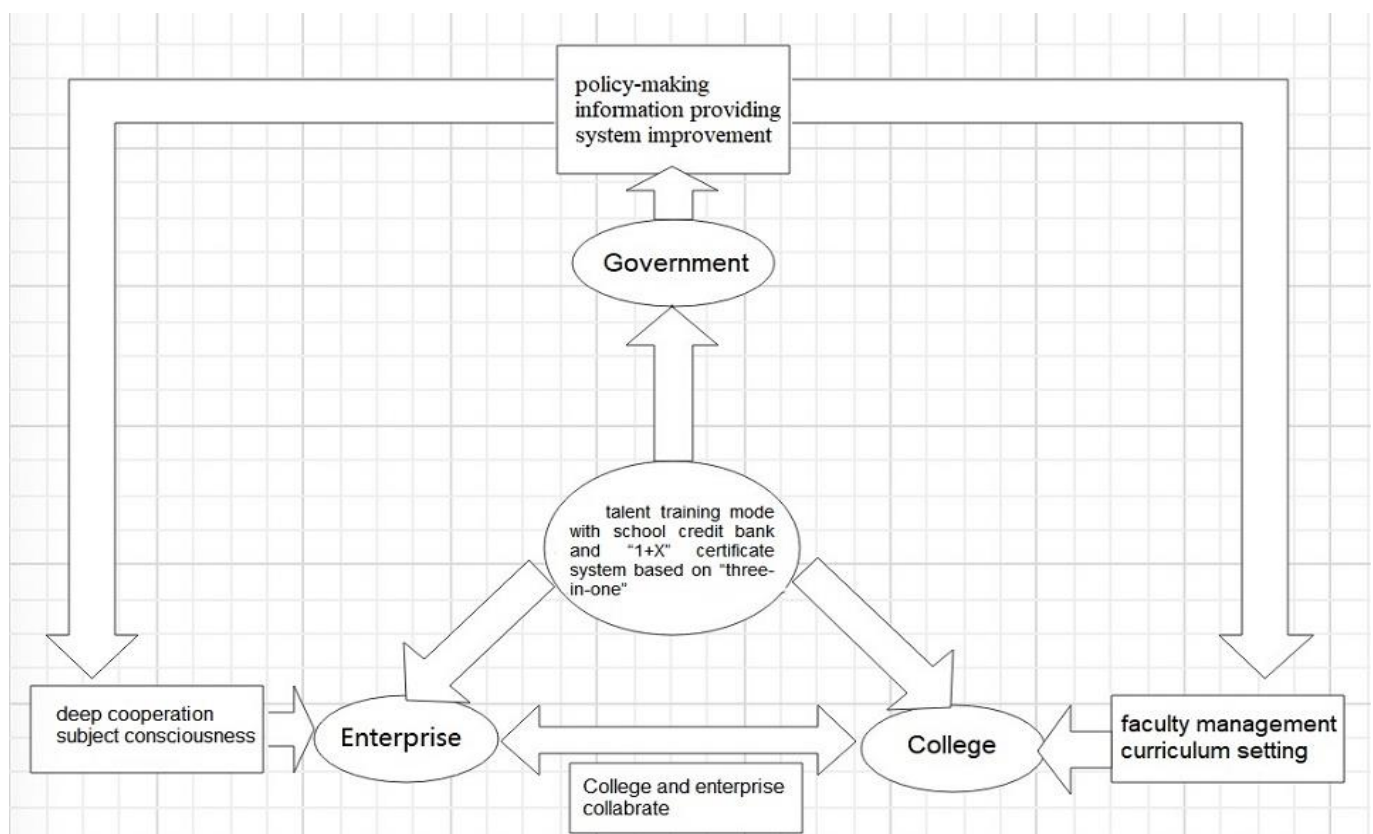 policy-making
information providing
system improvement
Government
talent training mode
with school credit bank
and “1+X” certificate
system based on “three-
in-one”
deep cooperation
subject consciousness
Enterprise
College
faculty management
curriculum setting
College and enterprise
collabrate